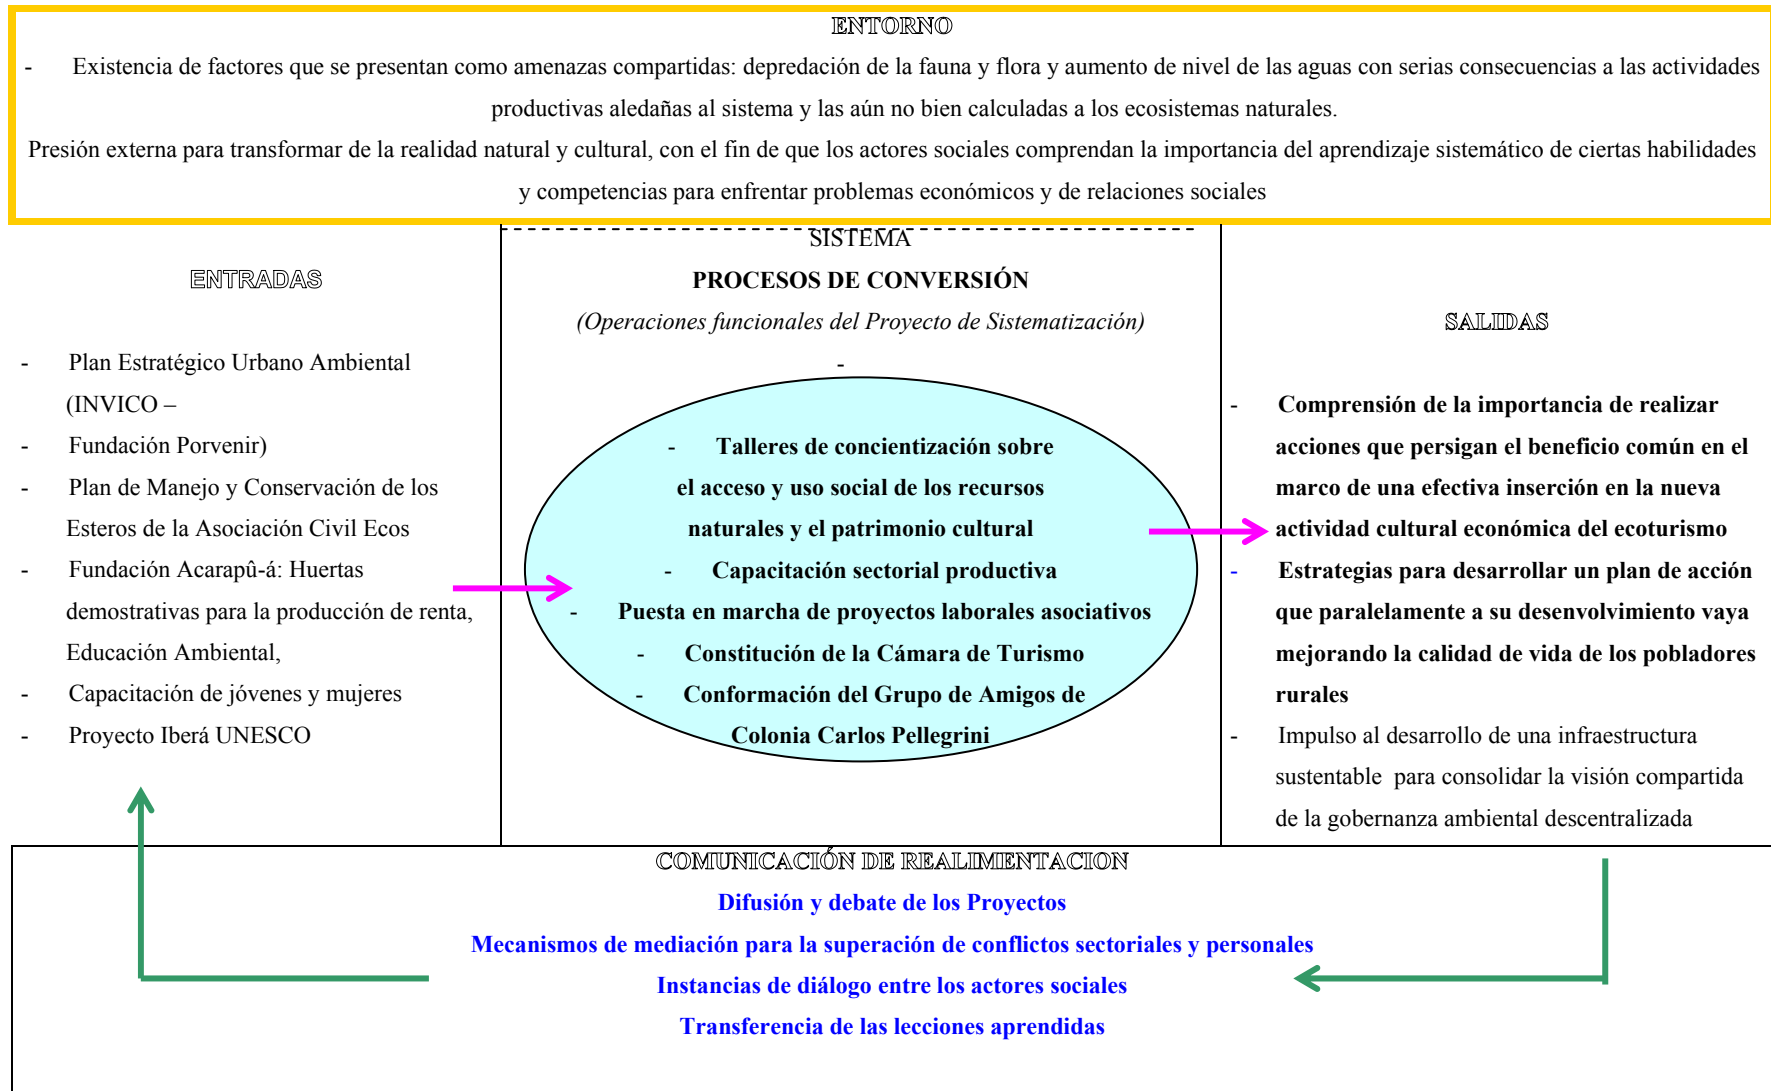 ENTORNO
- Existencia de factores que se presentan como amenazas compartidas: depredación de la fauna y flora y aumento de nivel de las aguas con serias consecuencias a las actividades
productivas aledañas al sistema y las aún no bien calculadas a los ecosistemas naturales.
Presión externa para transformar de la realidad natural y cultural, con el fin de que los actores sociales comprendan la importancia del aprendizaje sistemático de ciertas habilidades
y competencias para enfrentar problemas económicos y de relaciones sociales
ENTRADAS
- Plan Estratégico Urbano Ambiental
(INVICO –
- Fundación Porvenir)
- Plan de Manejo y Conservación de los
Esteros de la Asociación Civil Ecos
- Fundación Acarapû-á: Huertas
demostrativas para la producción de renta,
Educación Ambiental,
- Capacitación de jóvenes y mujeres
- Proyecto Iberá UNESCO
SISTEMA
PROCESOS DE CONVERSIÓN
(Operaciones funcionales del Proyecto de Sistematización)
-
- Talleres de concientización sobre
el acceso y uso social de los recursos
naturales y el patrimonio cultural
- Capacitación sectorial productiva
- Puesta en marcha de proyectos laborales asociativos
- Constitución de la Cámara de Turismo
- Conformación del Grupo de Amigos de
Colonia Carlos Pellegrini
SALIDAS
- Comprensión de la importancia de realizar
acciones que persigan el beneficio común en el
marco de una efectiva inserción en la nueva
actividad cultural económica del ecoturismo
- Estrategias para desarrollar un plan de acción
que paralelamente a su desenvolvimiento vaya
mejorando la calidad de vida de los pobladores
rurales
- Impulso al desarrollo de una infraestructura
sustentable para consolidar la visión compartida
de la gobernanza ambiental descentralizada
COMUNICACIÓN DE REALIMENTACION
Difusión y debate de los Proyectos
Mecanismos de mediación para la superación de conflictos sectoriales y personales
Instancias de diálogo entre los actores sociales
Transferencia de las lecciones aprendidas